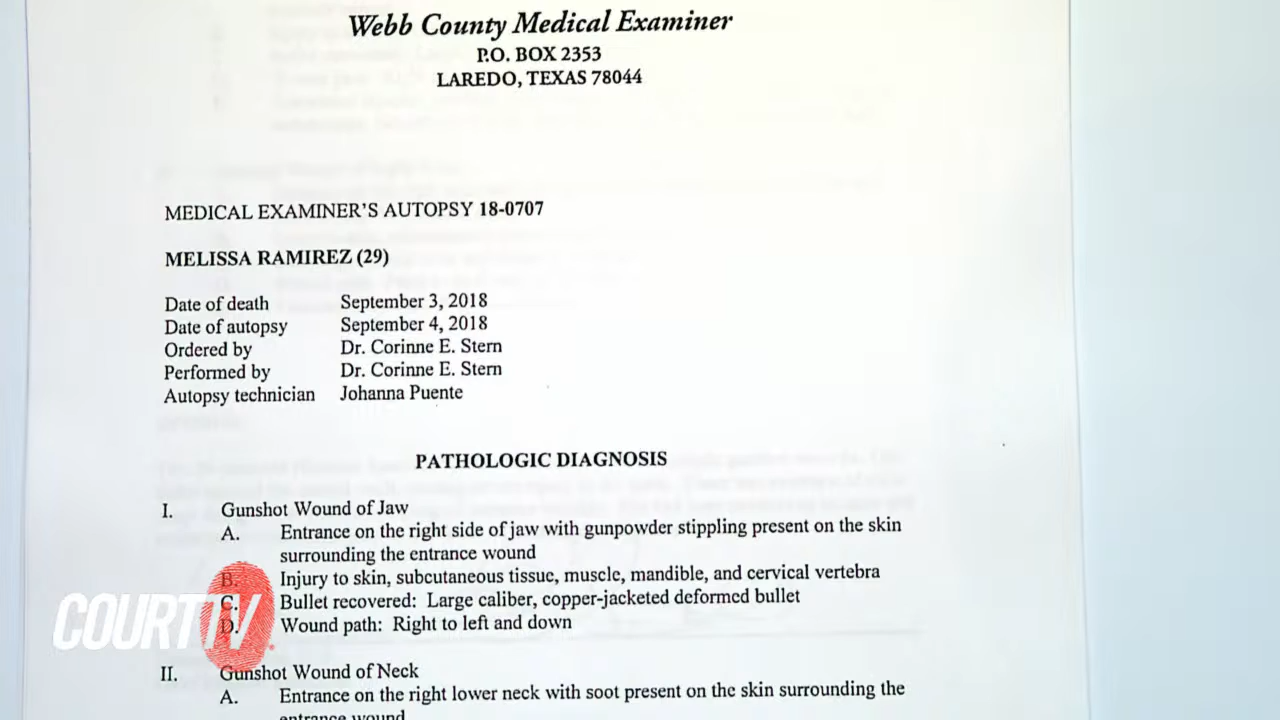 Webb County Medical Examiner
P.O. BOX 2353
LAREDO, TEXAS 78044
MEDICAL EXAMINER'S AUTOPSY 18-0707
MELISSA RAMIREZ (29)
Date of death September 3, 2018
Date of autopsy September 4, 2018
Ordered by Dr. Corinne E. Stern
Performed by Dr. Corinne E. Stern
Autopsy technician Johanna Puente
PATHOLOGIC DIAGNOSIS
I. Gunshot Wound of Jaw
A. Entrance on the right side of jaw with gunpowder stippling present on the skin
surrounding the entrance wound
B. Injury to skin, subcutaneous tissue, muscle, mandible, and cervical vertebra
C. Bullet recovered: Large caliber, copper-jacketed deformed bullet
D. Wound path: Right to left and down
COURT TV
II. Gunshot Wound of Neck
A. Entrance on the right lower neck with soot present on the skin surrounding the
entrance wound